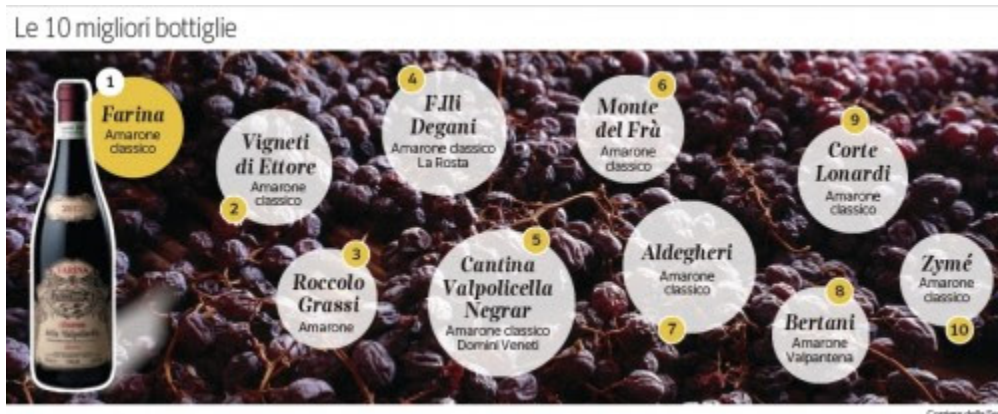 Le 10 migliori bottiglie
1
Farina
Amarone
classico
2
Vigneti
di Ettore
Amarone
classico
3
Roccolo
Grassi
Amarone
4
F.lli
Degani
Amarone classico
La Rosta
5
Cantina
Valpolicella
Negrar
Amarone classico
Domini Veneti
6
Monte
del Frà
Amarone
classico
7
Aldegheri
Amarone
classico
8
Bertani
Amarone
Valpantena
9
Corte
Lonardi
Amarone
classico
10
Zymé
Amarone
classico
FARINA